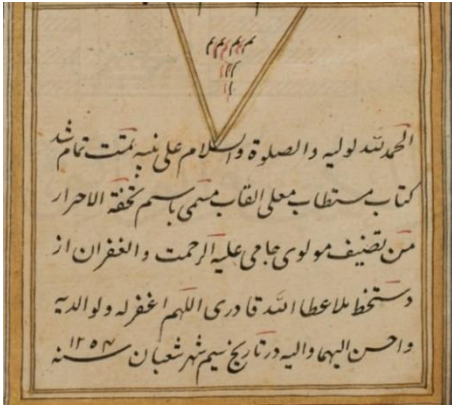 م م م م م
الحمد لله لوليه والصلوة والسلام علی نبیه تمت تمام شد
کتاب مستطاب معلی القاب مسمی باسم تحفة الاحرار
من تصنیف مولوی جامی علیه الرحمت والغفران از
دستخط ملا عطا الله قادری اللهم اغفر له ولوالدیه
واحسن الیهما والیه در تاریخ سیم شهر شعبان سنه ۱۲۵۴